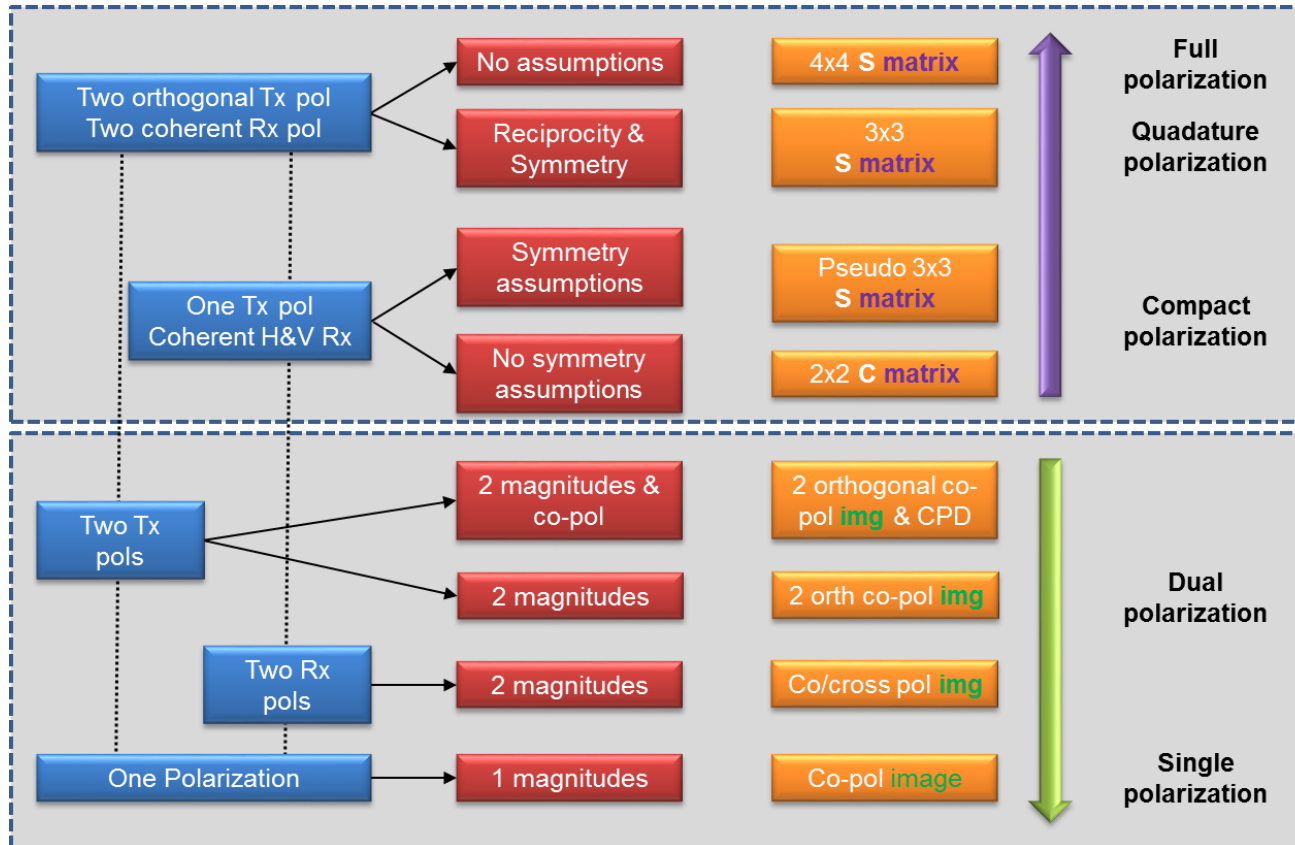 Two orthogonal Tx pol
Two coherent Rx pol
No assumptions
4x4 S matrix
Full
polarization
Reciprocity &
Symmetry
3x3
S matrix
Quadature
polarization
One Tx pol
Coherent H&V Rx
Symmetry
assumptions
Pseudo 3x3
S matrix
No symmetry
assumptions
2x2 C matrix
Compact
polarization
Two Tx
pols
2 magnitudes &
co-pol
2 orthogonal co-
pol img & CPD
2 magnitudes
2 orth co-pol img
Dual
polarization
Two Rx
pols
2 magnitudes
Co/cross pol img
One Polarization
1 magnitudes
Co-pol image
Single
polarization